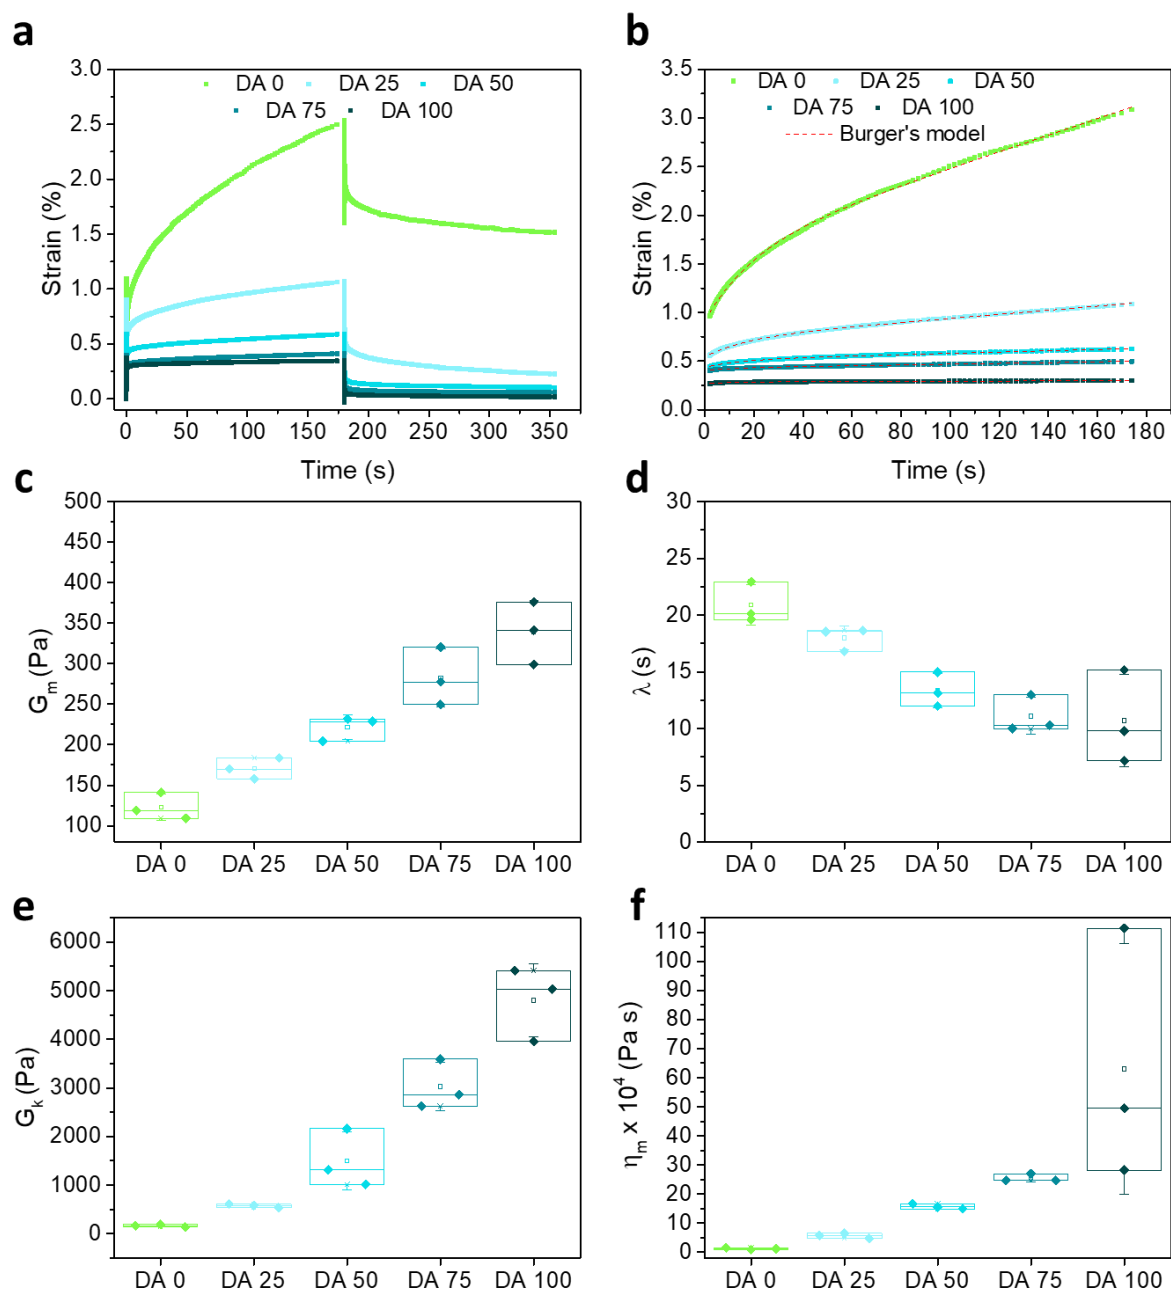 a
3.0
2.5
2.0
1.5
1.0
0.5
0.0
Strain (%)
DA 0 DA 25 DA 50
DA 75 DA 100
0 50 100 150 200 250 300 350
Time (s)
b
3.5
3.0
2.5
2.0
1.5
1.0
0.5
0.0
Strain (%)
DA 0 DA 25 DA 50
DA 75 DA 100
Burger's model
0 20 40 60 80 100 120 140 160 180
Time (s)
c
500
450
400
350
300
250
200
150
100
Gm (Pa)
DA 0 DA 25 DA 50 DA 75 DA 100
d
30
25
20
15
10
5
0
λ (s)
DA 0 DA 25 DA 50 DA 75 DA 100
e
6000
5000
4000
3000
2000
1000
0
Gk (Pa)
DA 0 DA 25 DA 50 DA 75 DA 100
f
110
100
90
80
70
60
50
40
30
20
10
0
ηm x 10⁴ (Pa s)
DA 0 DA 25 DA 50 DA 75 DA 100